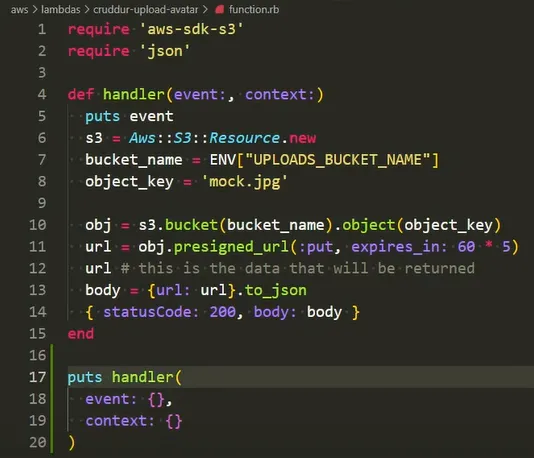 aws > lambdas > cruddur-upload-avatar > function.rb
1 require 'aws-sdk-s3'
2 require 'json'
3
4 def handler(event:, context:)
5   puts event
6   s3 = Aws::S3::Resource.new
7   bucket_name = ENV["UPLOADS_BUCKET_NAME"]
8   object_key = 'mock.jpg'
9
10   obj = s3.bucket(bucket_name).object(object_key)
11   url = obj.presigned_url(:put, expires_in: 60 * 5)
12   url # this is the data that will be returned
13   body = {url: url}.to_json
14   { statusCode: 200, body: body }
15 end
16
17 puts handler(
18   event: {},
19   context: {}
20 )